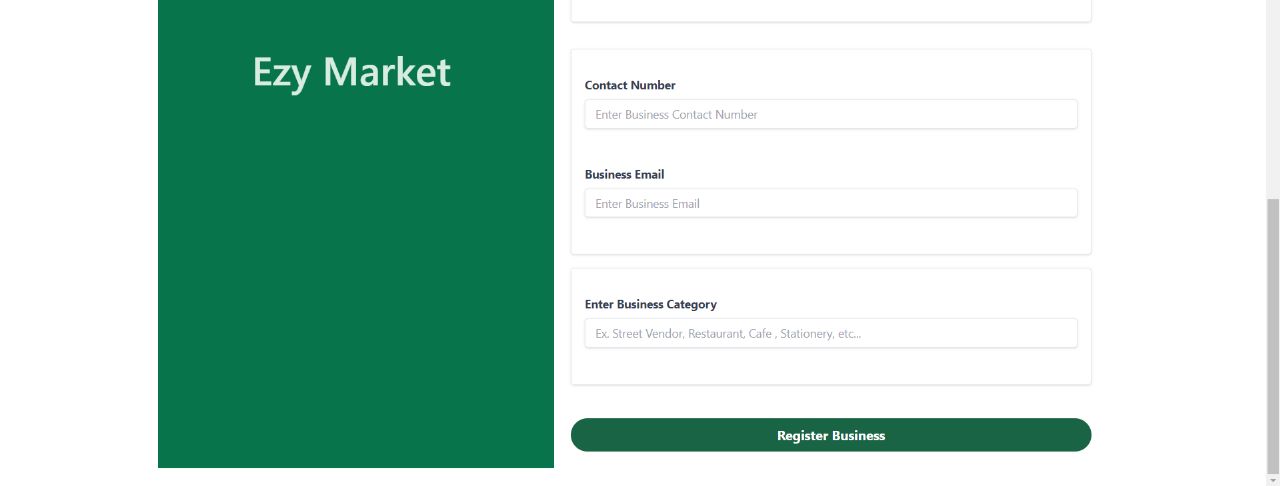 Ezy Market
Contact Number
Enter Business Contact Number
Business Email
Enter Business Email
Enter Business Category
Ex. Street Vendor, Restaurant, Cafe , Stationery, etc...
Register Business